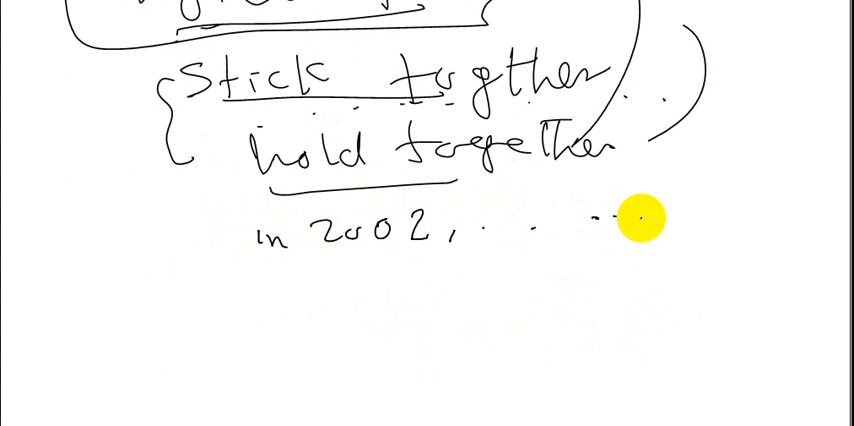 stick together . .
hold together
in 2002, . . . .